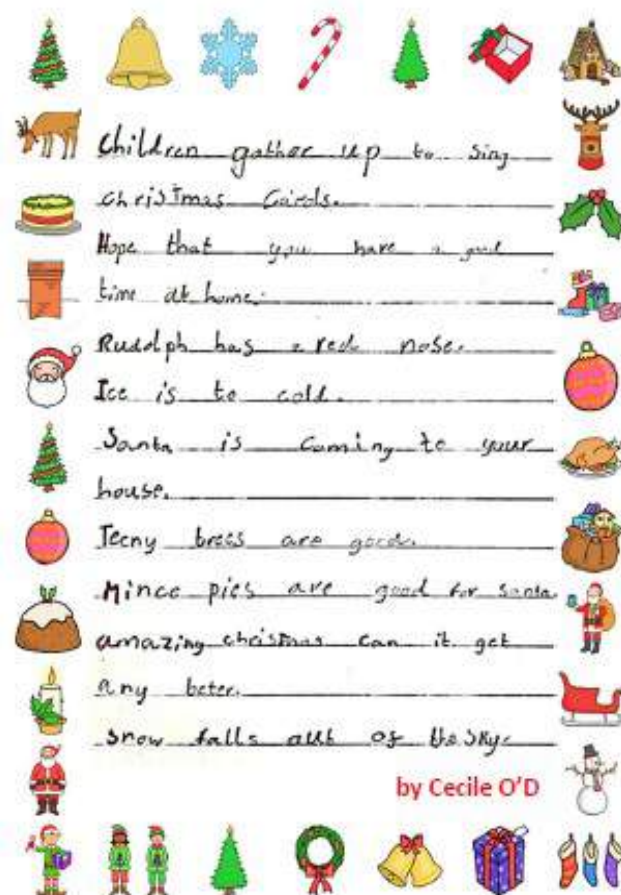 Children gather up to sing
christmas Carols.
Hope that you have a good
time at home.
Rudolph has a red nose.
Ice is to cold.
Santa is coming to your
house.
Teeny brees are good.
Mince pies are good for santa.
amazing christmas can it get
any beter.
snow falls out of the sky.
by Cecile O'D